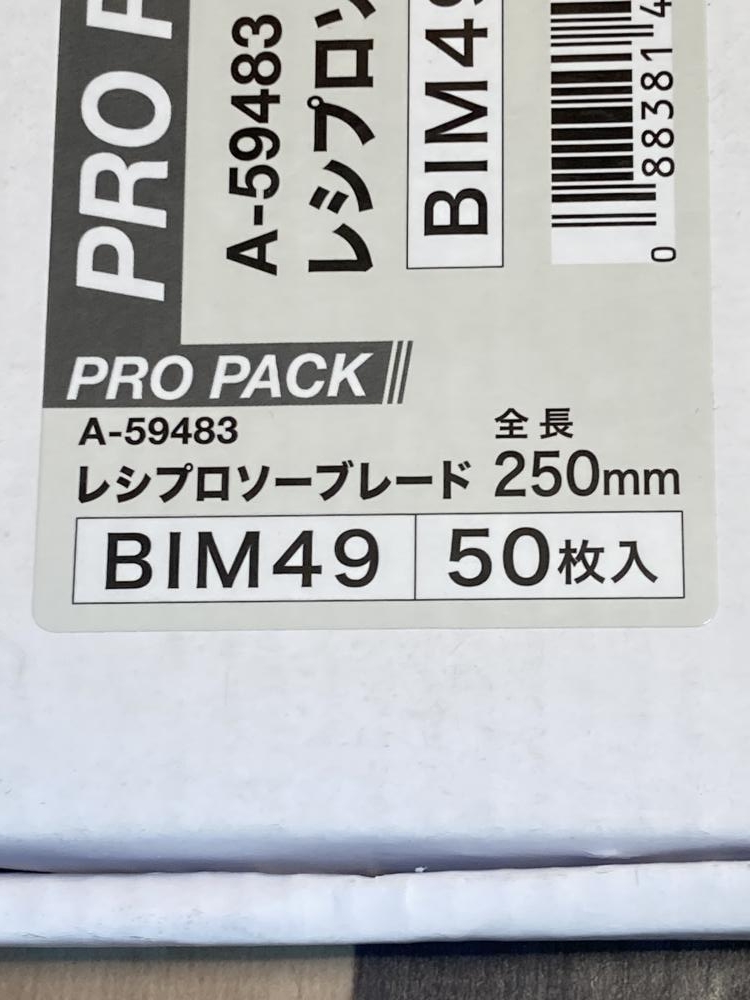 PRO
A-59483
レシプロソ
BIM49
0 88381 4
PRO PACK
A-59483
全長
レシプロソーブレード 250mm
BIM49 50枚入